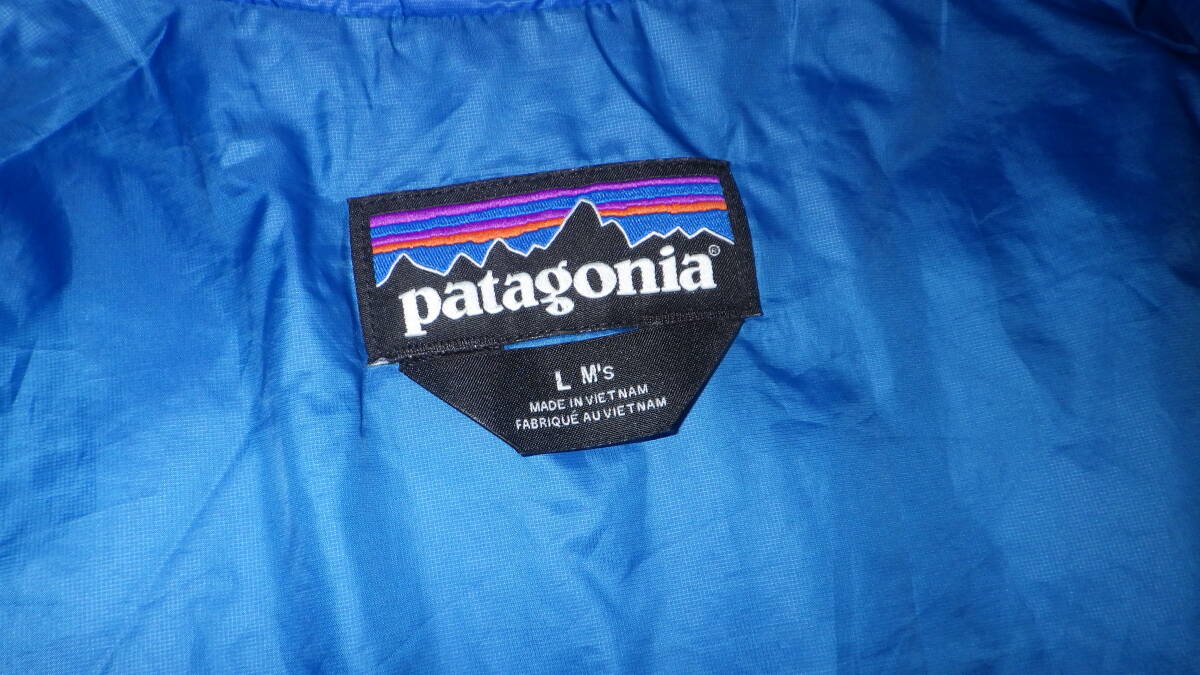 patagonia®
L M's
MADE IN VIETNAM
FABRIQUÉ AU VIETNAM